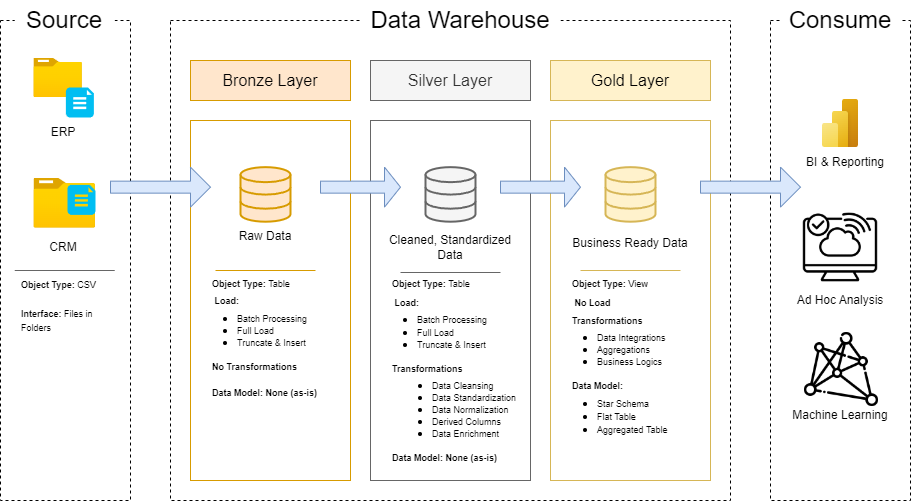 Source
ERP
CRM
Object Type: CSV
Interface: Files in
Folders
Data Warehouse
Bronze Layer
Raw Data
Object Type: Table
Load:
Batch Processing
Full Load
Truncate & Insert
No Transformations
Data Model: None (as-is)
Silver Layer
Cleaned, Standardized
Data
Object Type: Table
Load:
Batch Processing
Full Load
Truncate & Insert
Transformations
Data Cleansing
Data Standardization
Data Normalization
Derived Columns
Data Enrichment
Data Model: None (as-is)
Gold Layer
Business Ready Data
Object Type: View
No Load
Transformations
Data Integrations
Aggregations
Business Logics
Data Model:
Star Schema
Flat Table
Aggregated Table
Consume
BI & Reporting
Ad Hoc Analysis
Machine Learning